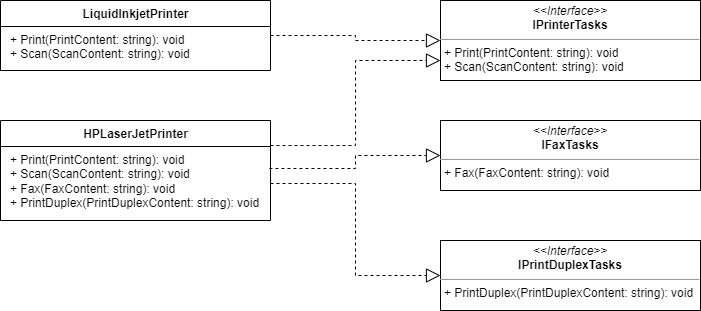 LiquidInkjetPrinter
+ Print(PrintContent: string): void
+ Scan(ScanContent: string): void
<<Interface>>
IPrinterTasks
+ Print(PrintContent: string): void
+ Scan(ScanContent: string): void
HPLaserJetPrinter
+ Print(PrintContent: string): void
+ Scan(ScanContent: string): void
+ Fax(FaxContent: string): void
+ PrintDuplex(PrintDuplexContent: string): void
<<Interface>>
IFaxTasks
+ Fax(FaxContent: string): void
<<Interface>>
IPrintDuplexTasks
+ PrintDuplex(PrintDuplexContent: string): void